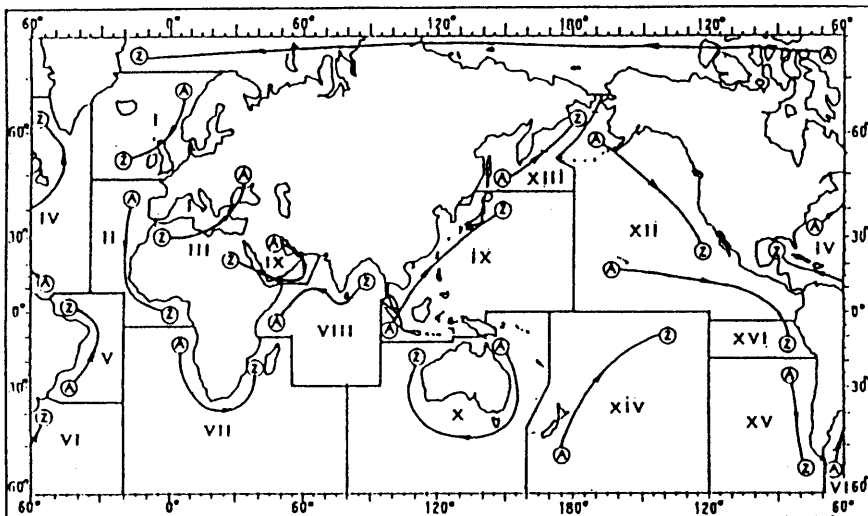 60° 0° 60° 120° 180° 120° 60°
Z A
A
60° Z I A Z A 60°
Z Z
A A XIII
IV A A A IV
II III Z XII
30° Z A Z Z 30°
Z IX IX
A Z A
0° Z Z A VIII A 0°
XVI
A Z A Z Z
V Z A
30° A VII X XIV XV 30°
Z
VI
A Z A
60° VI 60°
60° 0° 60° 120° 180° 120° 60°